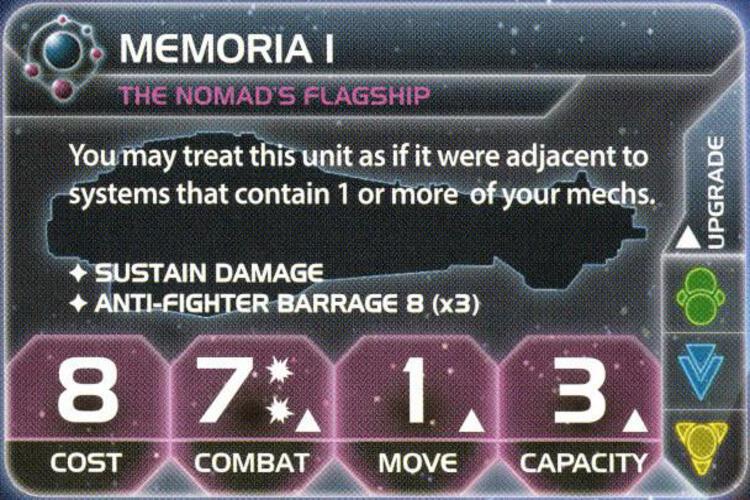 MEMORIA I
THE NOMAD'S FLAGSHIP
You may treat this unit as if it were adjacent to
systems that contain 1 or more of your mechs.
SUSTAIN DAMAGE
ANTI-FIGHTER BARRAGE 8 (x3)
UPGRADE
8 7 1 3
COST COMBAT MOVE CAPACITY